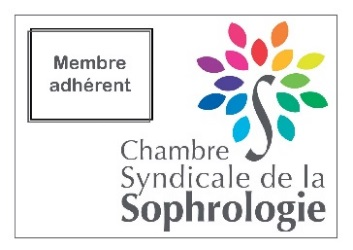 Membre
adhérent
Chambre
Syndicale de la
Sophrologie